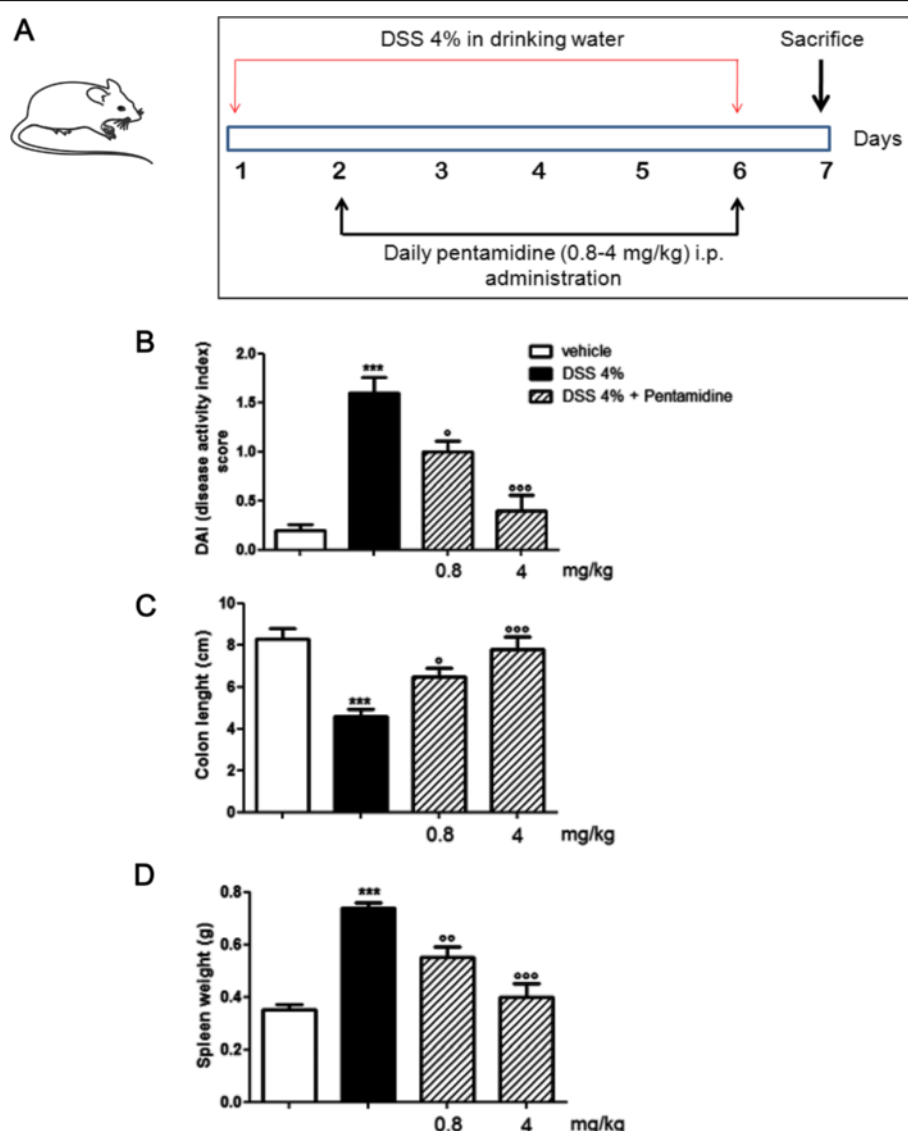 A
DSS 4% in drinking water
Sacrifice
Days
1 2 3 4 5 6 7
Daily pentamidine (0.8-4 mg/kg) i.p.
administration
B
DAI (disease activity index)
score
2.0
1.5
1.0
0.5
0.0
***
°
°°°
vehicle
DSS 4%
DSS 4% + Pentamidine
0.8 4 mg/kg
C
Colon lenght (cm)
10
8
6
4
2
0
***
°
°°°
0.8 4 mg/kg
D
Spleen weight (g)
0.8
0.6
0.4
0.2
0.0
***
°°
°°°
0.8 4 mg/kg